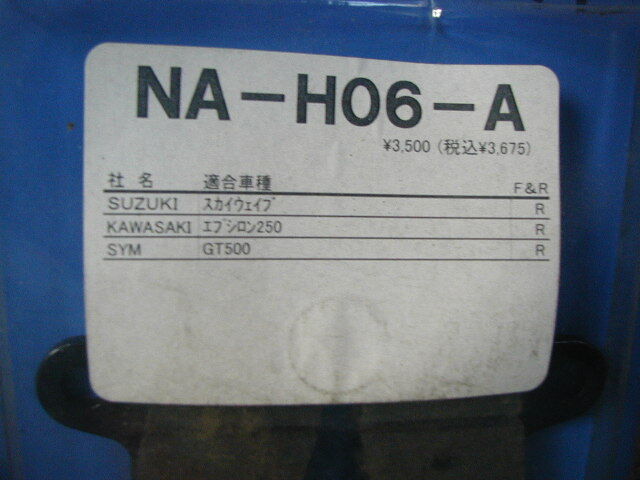 NA-H06-A
¥3,500 (税込¥3,675)
社 名 適合車種 F&R
SUZUKI ｽｶｲｳｪｲﾌﾞ R
KAWASAKI ｴﾌﾟｼﾛﾝ250 R
SYM GT500 R